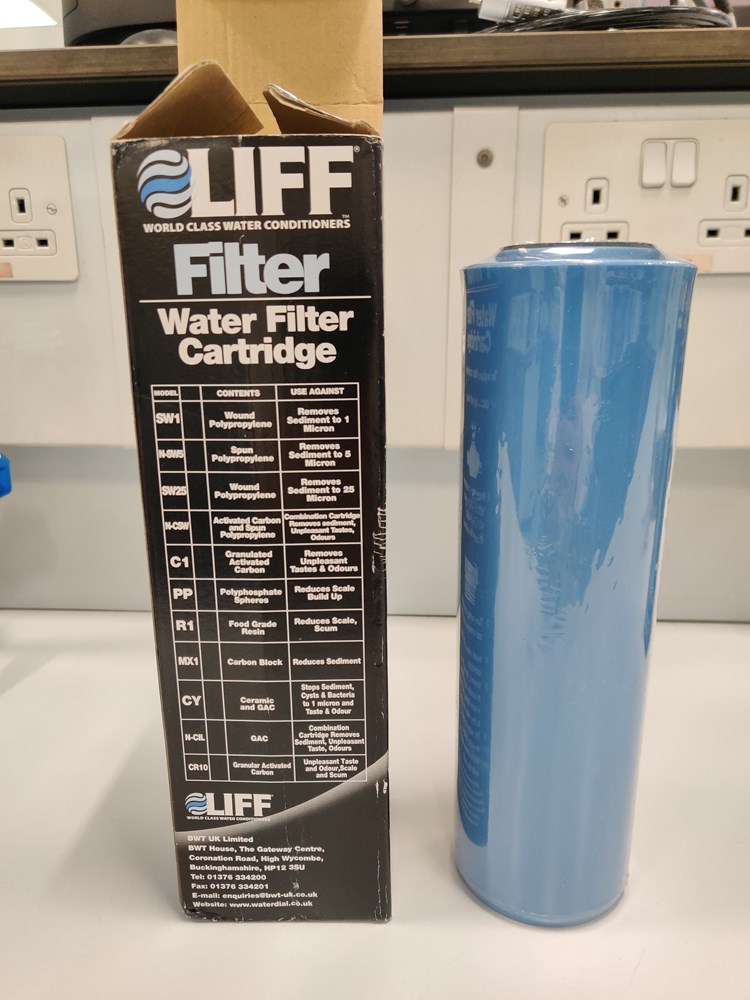 LIFF®
WORLD CLASS WATER CONDITIONERS™
Filter
Water Filter
Cartridge
MODEL CONTENTS USE AGAINST
SW1 Wound Polypropylene Removes Sediment to 1 Micron
N-SW5 Spun Polypropylene Removes Sediment to 5 Micron
SW25 Wound Polypropylene Removes Sediment to 25 Micron
N-CSW Activated Carbon and Spun Polypropylene Combination Cartridge Removes sediment, Unpleasant Tastes, Odours
C1 Granulated Activated Carbon Removes Unpleasant Tastes & Odours
PP Polyphosphate Spheres Reduces Scale Build Up
R1 Food Grade Resin Reduces Scale, Scum
MX1 Carbon Block Reduces Sediment
CY Ceramic and GAC Stops Sediment, Cysts & Bacteria to 1 micron and Taste & Odour
N-CIL GAC Combination Cartridge Removes Sediment, Unpleasant Taste, Odours
CR10 Granular Activated Carbon Unpleasant Taste and Odour,Scale and Scum
LIFF®
WORLD CLASS WATER CONDITIONERS
BWT UK Limited
BWT House, The Gateway Centre,
Coronation Road, High Wycombe,
Buckinghamshire, HP12 3SU
Tel: 01376 334200
Fax: 01376 334201
E-mail: enquiries@bwt-uk.co.uk
Website: www.waterdial.co.uk
Cartridge